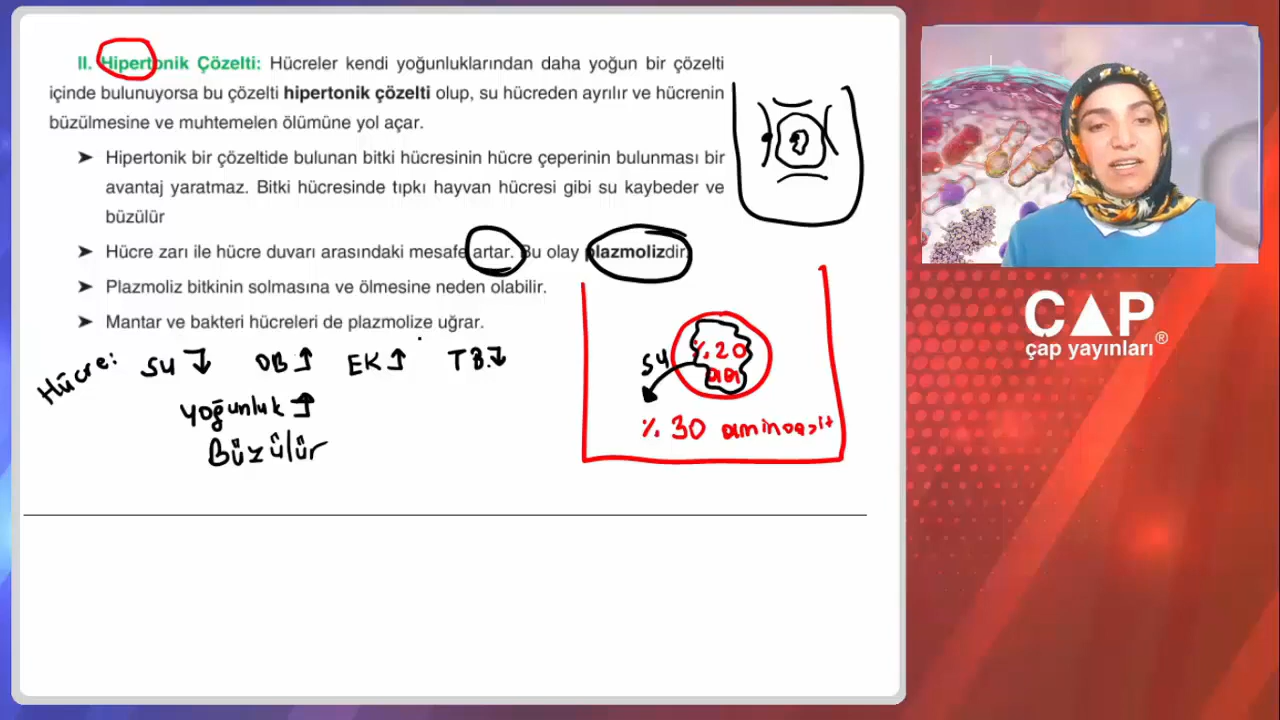 II. Hipertonik Çözelti: Hücreler kendi yoğunluklarından daha yoğun bir çözelti
içinde bulunuyorsa bu çözelti hipertonik çözelti olup, su hücreden ayrılır ve hücrenin
büzülmesine ve muhtemelen ölümüne yol açar.
➤ Hipertonik bir çözeltide bulunan bitki hücresinin hücre çeperinin bulunması bir
avantaj yaratmaz. Bitki hücresinde tıpkı hayvan hücresi gibi su kaybeder ve
büzülür
➤ Hücre zarı ile hücre duvarı arasındaki mesafe artar. Bu olay plazmolizdir.
➤ Plazmoliz bitkinin solmasına ve ölmesine neden olabilir.
➤ Mantar ve bakteri hücreleri de plazmolize uğrar.
Hücre: su ↓ OB ↑ EK ↑ T B. ↓
yoğunluk ↑
Büzülür
su
% 20
% 30 aminoasit
ÇAP®
çap yayınları